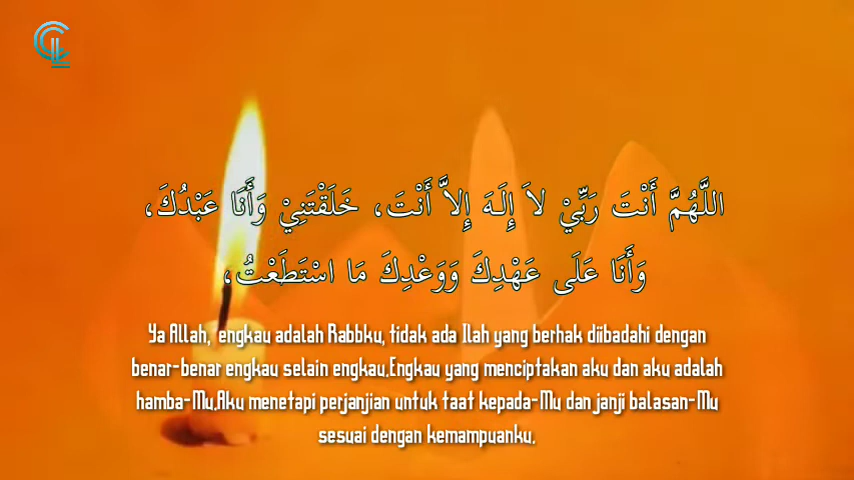 اللَّهُمَّ أَنْتَ رَبِّيْ لاَ إِلَـهَ إِلاَّ أَنْتَ، خَلَقْتَنِيْ وَأَنَا عَبْدُكَ،
وَأَنَا عَلَى عَهْدِكَ وَوَعْدِكَ مَا اسْتَطَعْتُ،
Ya Allah, engkau adalah Rabbku, tidak ada Ilah yang berhak diibadahi dengan
benar-benar engkau selain engkau.Engkau yang menciptakan aku dan aku adalah
hamba-Mu.Aku menetapi perjanjian untuk taat kepada-Mu dan janji balasan-Mu
sesuai dengan kemampuanku.